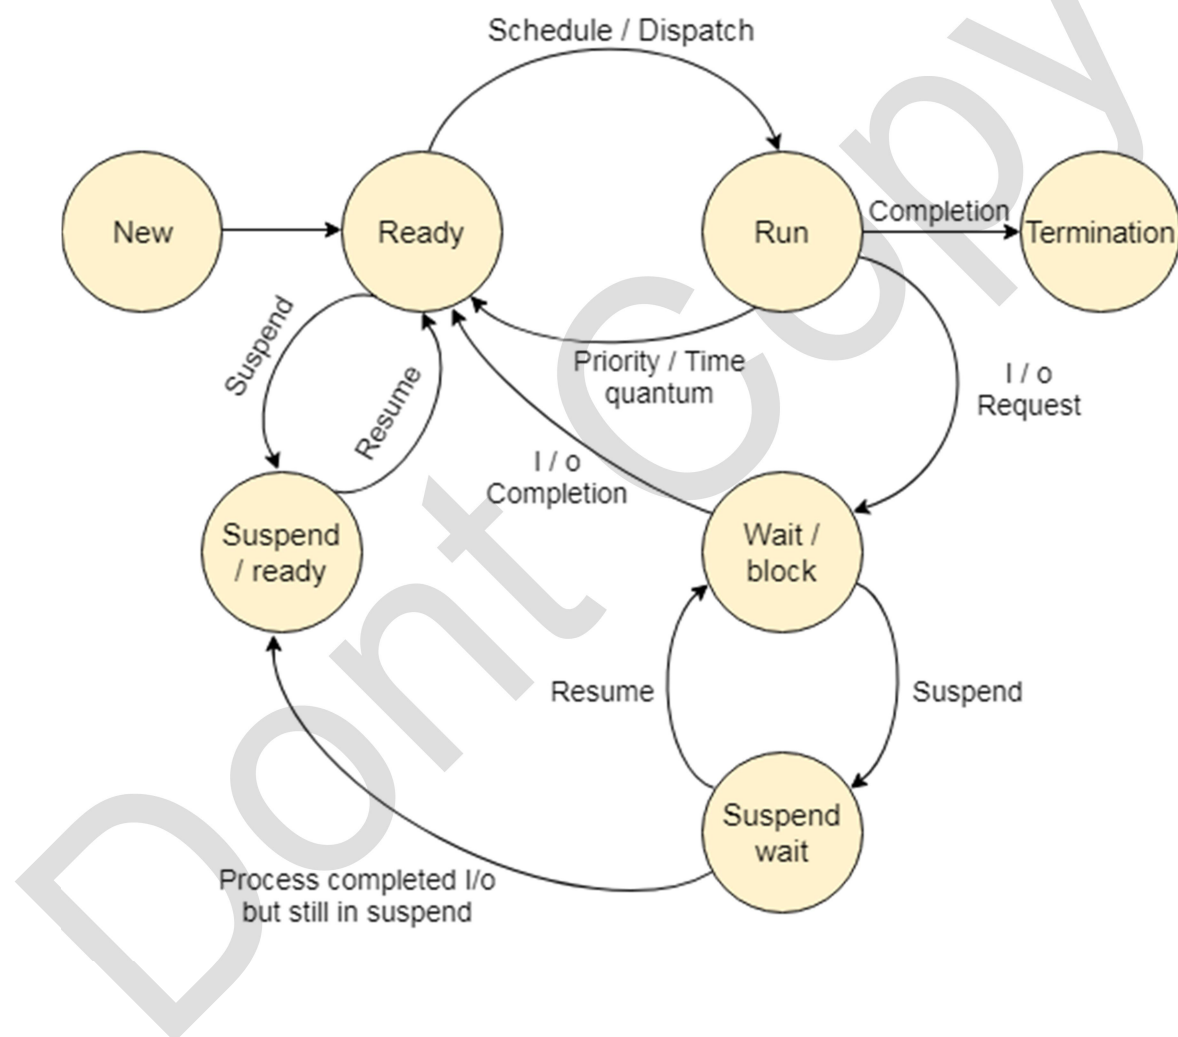 Schedule / Dispatch
New
Ready
Run
Completion
Termination
Suspend
Resume
Priority / Time
quantum
I / o
Request
I / o
Completion
Suspend
/ ready
Wait /
block
Resume
Suspend
Suspend
wait
Process completed I/o
but still in suspend
Dont Copy